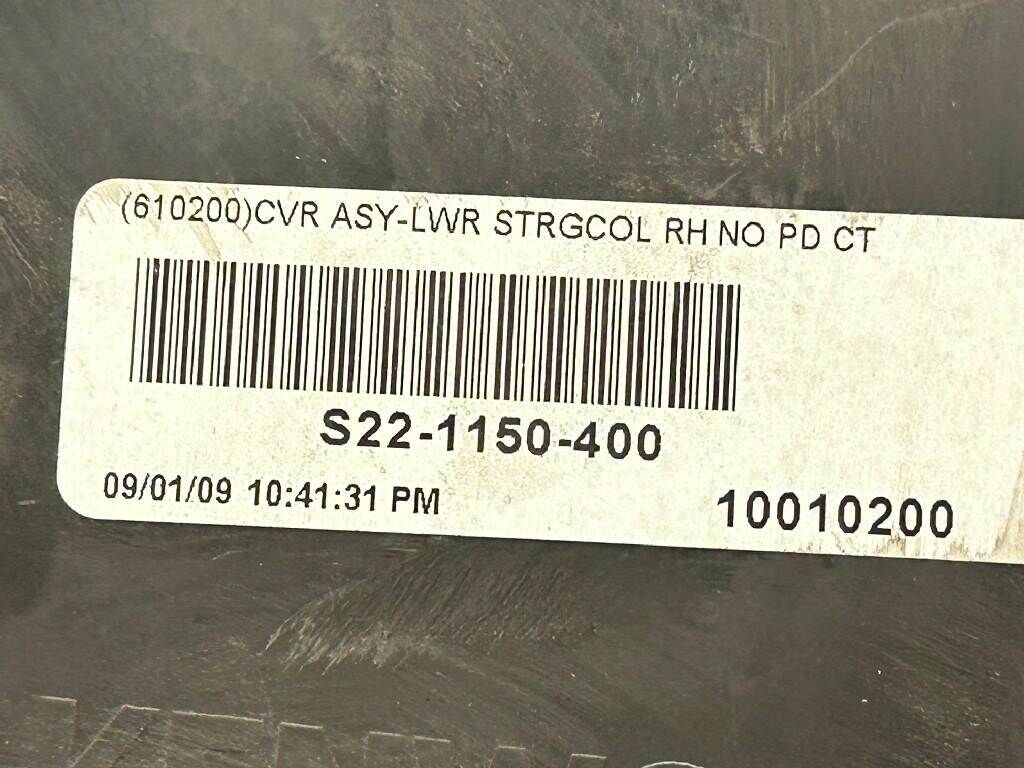 (610200)CVR ASY-LWR STRGCOL RH NO PD CT
S22-1150-400
09/01/09 10:41:31 PM
10010200